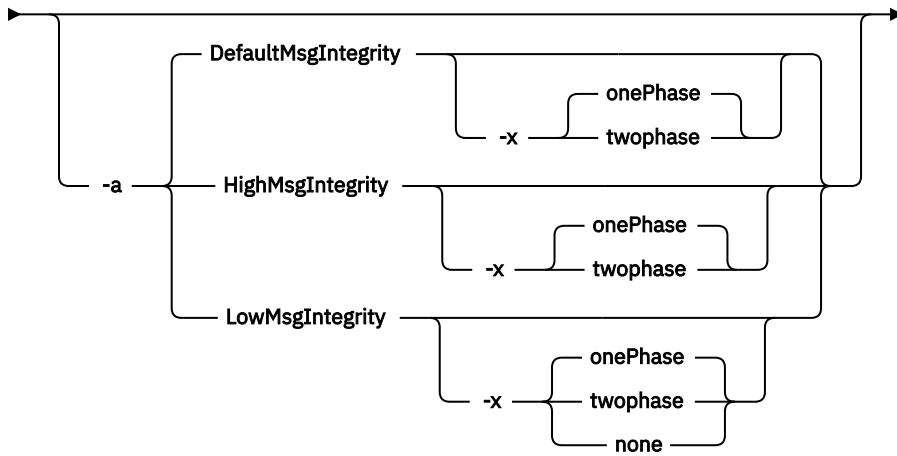 DefaultMsgIntegrity
onePhase
-x twophase
-a HighMsgIntegrity
onePhase
-x twophase
LowMsgIntegrity
onePhase
-x twophase
none